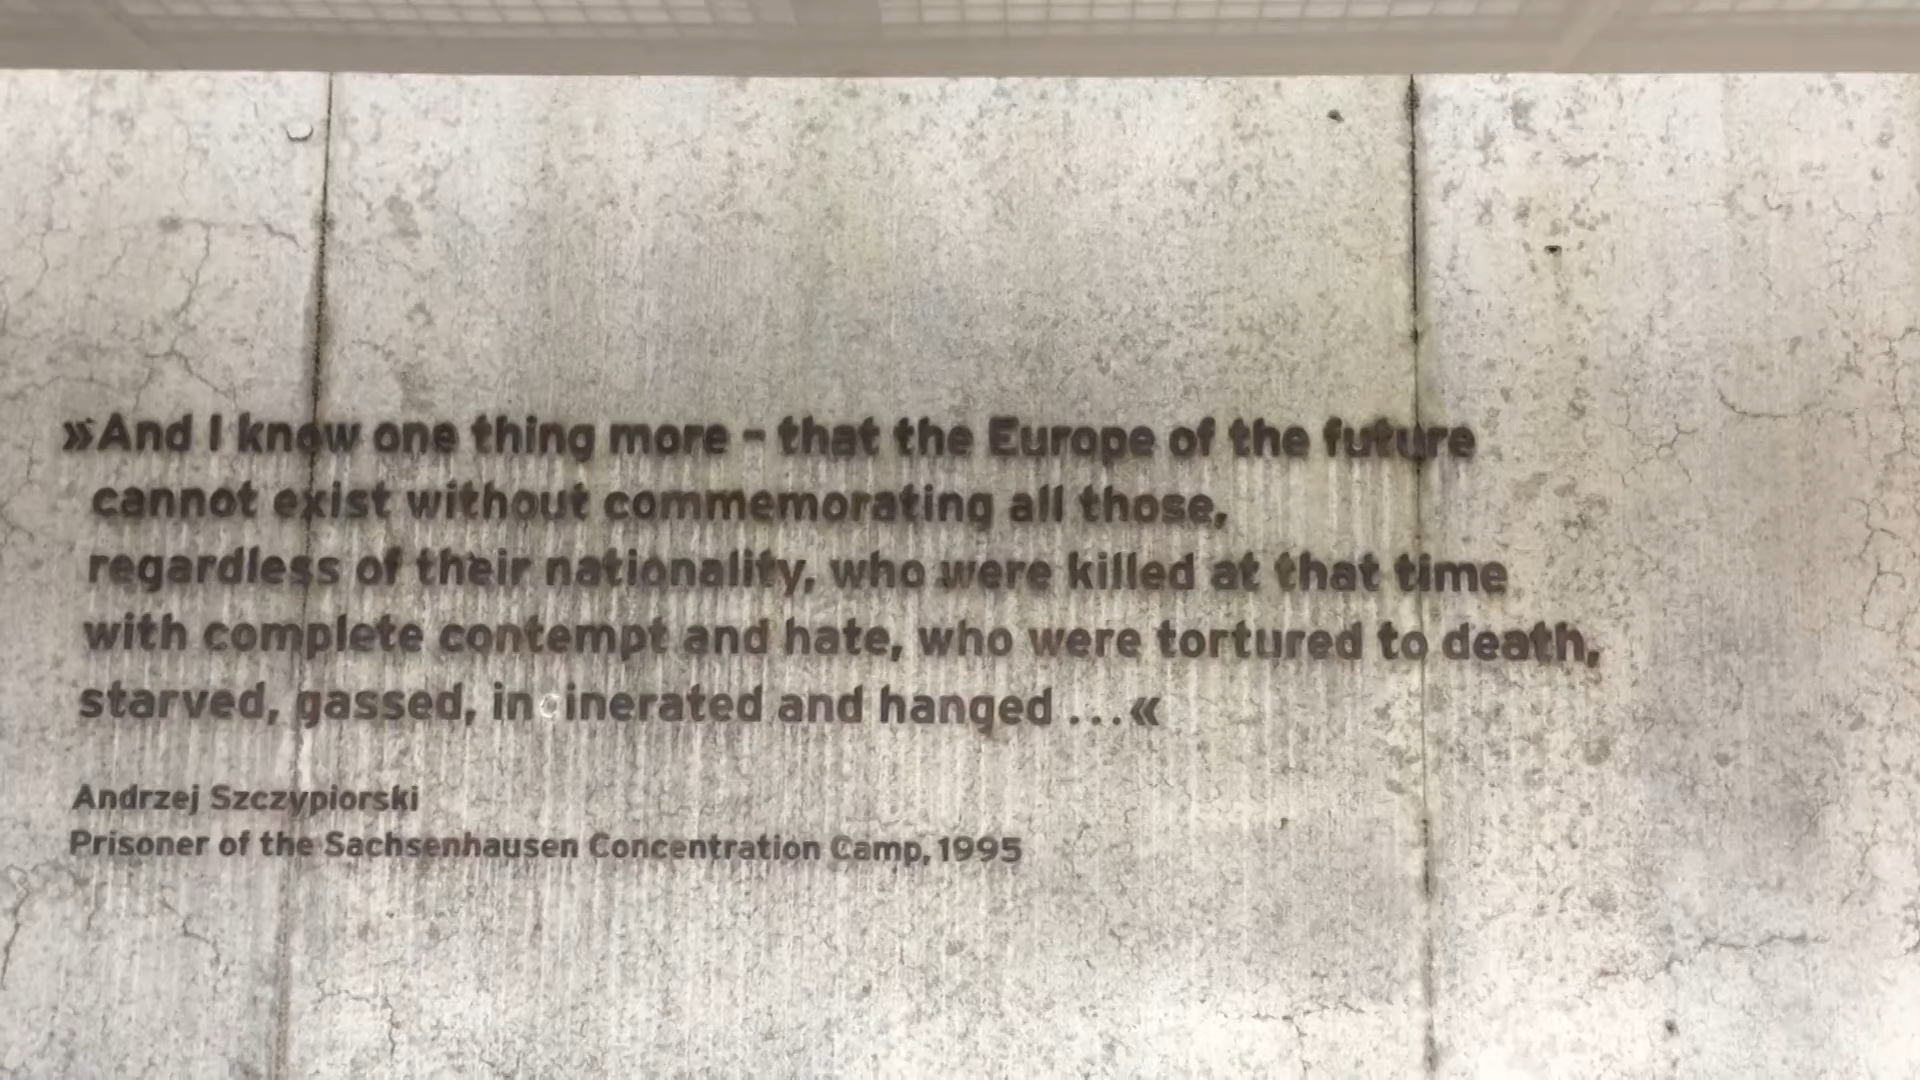 »And I know one thing more – that the Europe of the future
cannot exist without commemorating all those,
regardless of their nationality, who were killed at that time
with complete contempt and hate, who were tortured to death,
starved, gassed, incinerated and hanged ...«
Andrzej Szczypiorski
Prisoner of the Sachsenhausen Concentration Camp, 1995